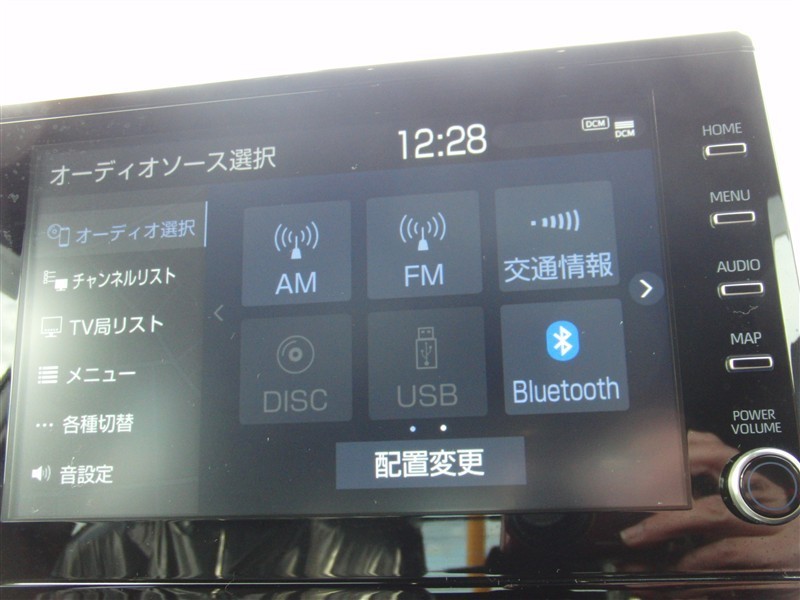 オーディオソース選択
12:28
DCM
DCM
オーディオ選択
チャンネルリスト
TV局リスト
メニュー
各種切替
音設定
AM
FM
交通情報
DISC
USB
Bluetooth
配置変更
HOME
MENU
AUDIO
MAP
POWER
VOLUME